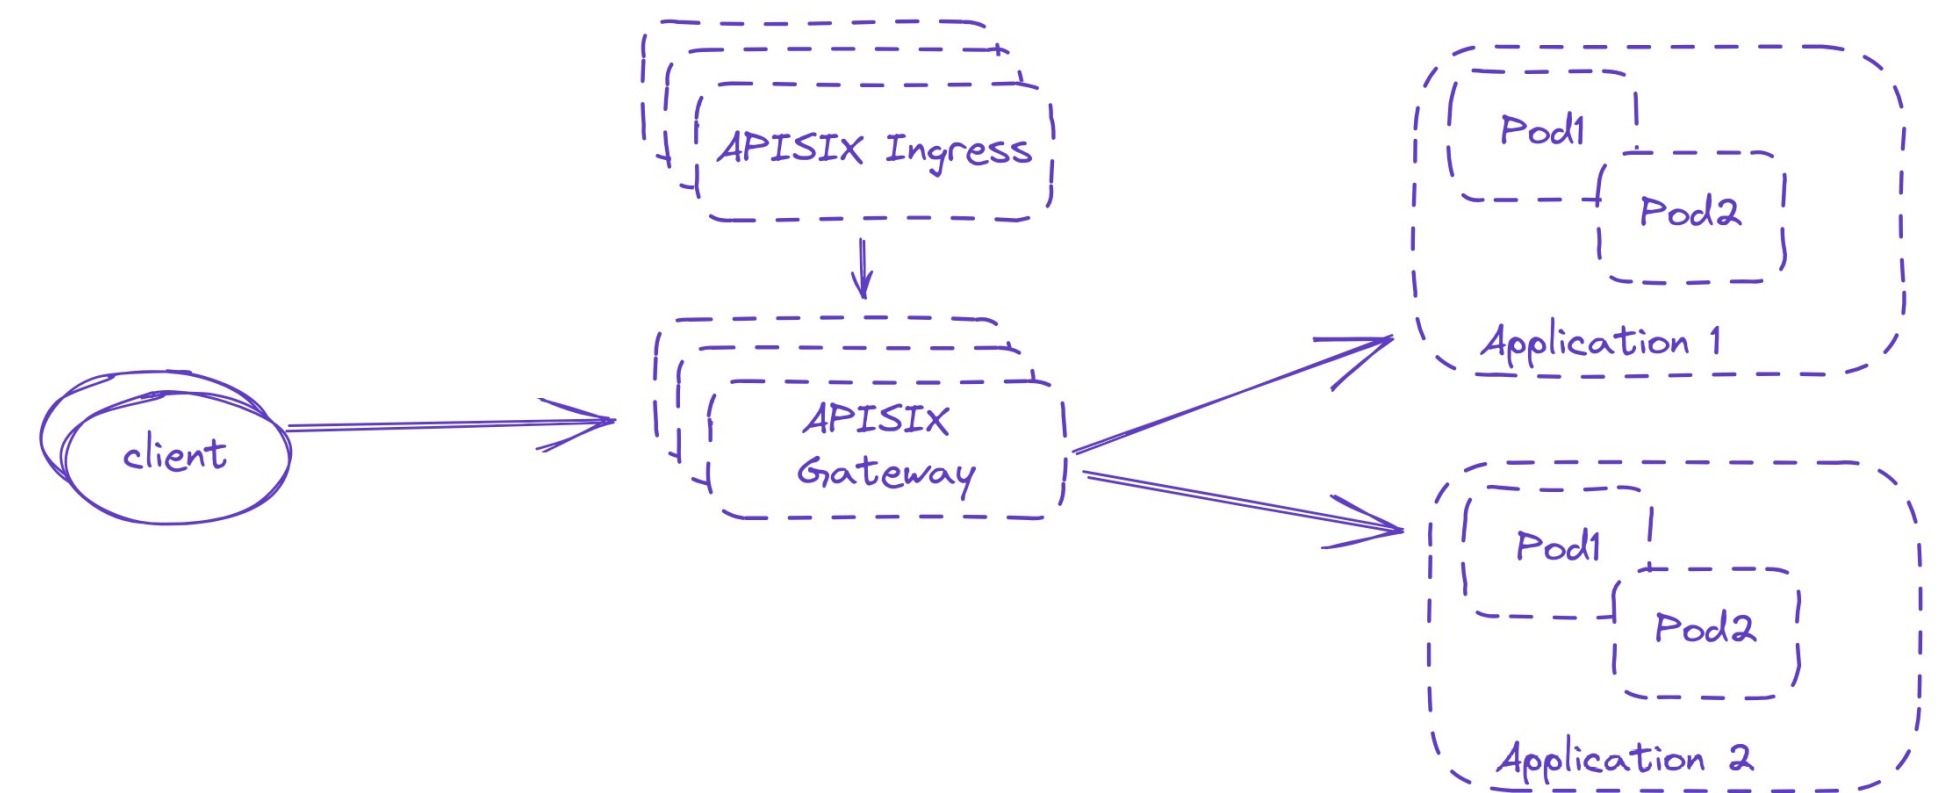 APISIX Ingress
Pod1
Pod2
Application 1
client
APISIX
Gateway
Pod1
Pod2
Application 2